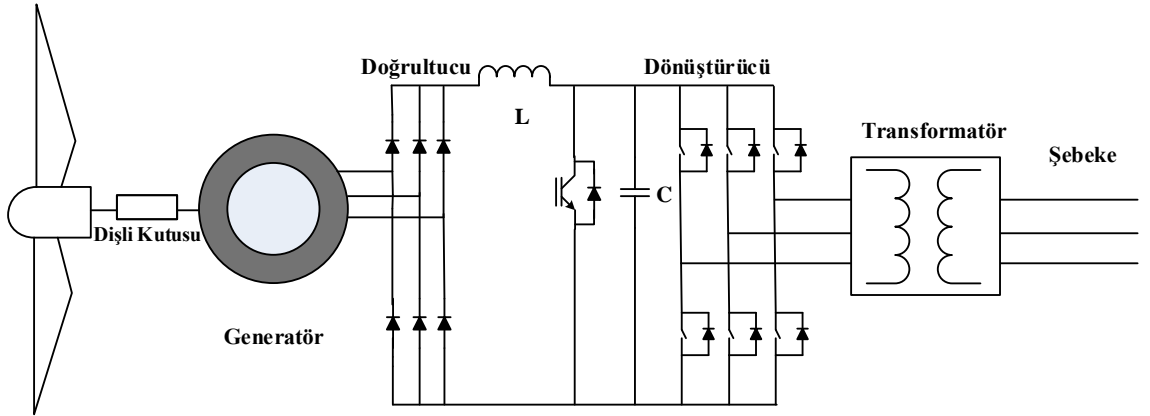 Doğrultucu
Dönüştürücü
L
Transformatör
Şebeke
C
Dişli Kutusu
Generatör